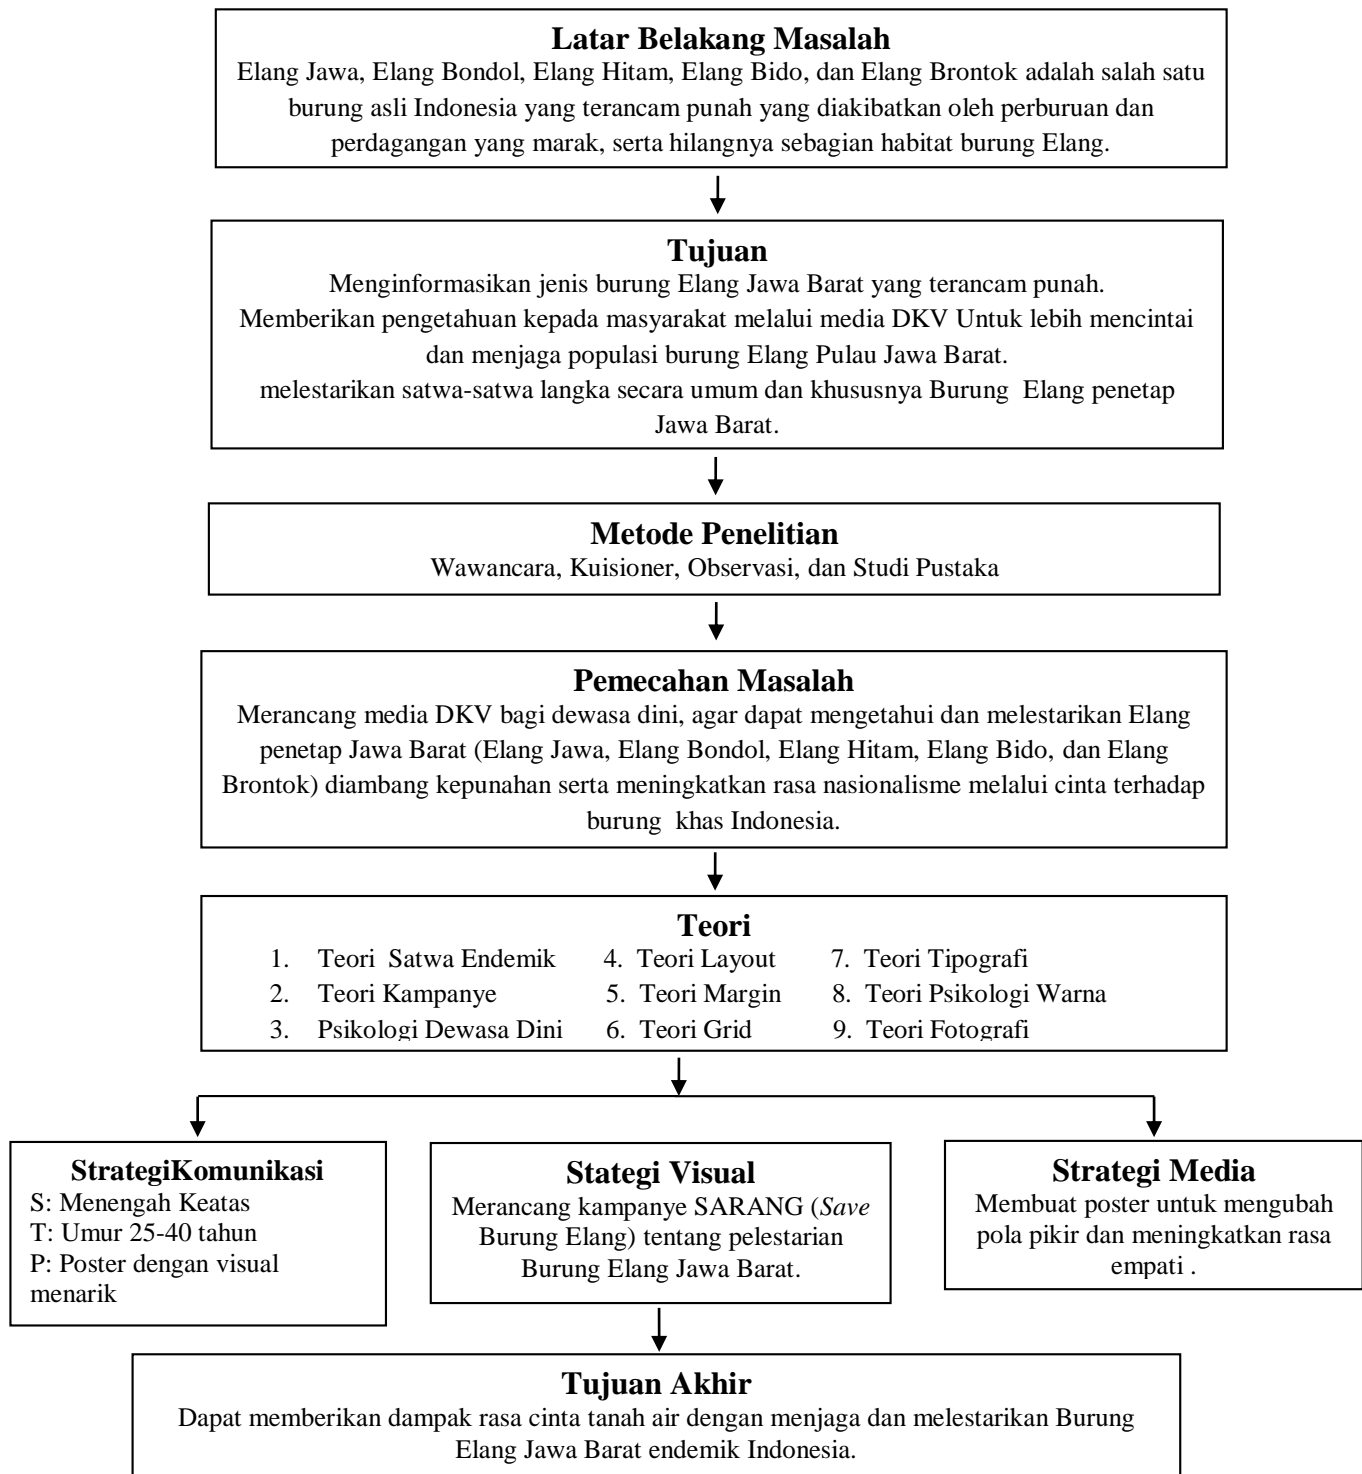 Latar Belakang Masalah
Elang Jawa, Elang Bondol, Elang Hitam, Elang Bido, dan Elang Brontok adalah salah satu
burung asli Indonesia yang terancam punah yang diakibatkan oleh perburuan dan
perdagangan yang marak, serta hilangnya sebagian habitat burung Elang.
Tujuan
Menginformasikan jenis burung Elang Jawa Barat yang terancam punah.
Memberikan pengetahuan kepada masyarakat melalui media DKV Untuk lebih mencintai
dan menjaga populasi burung Elang Pulau Jawa Barat.
melestarikan satwa-satwa langka secara umum dan khususnya Burung Elang penetap
Jawa Barat.
Metode Penelitian
Wawancara, Kuisioner, Observasi, dan Studi Pustaka
Pemecahan Masalah
Merancang media DKV bagi dewasa dini, agar dapat mengetahui dan melestarikan Elang
penetap Jawa Barat (Elang Jawa, Elang Bondol, Elang Hitam, Elang Bido, dan Elang
Brontok) diambang kepunahan serta meningkatkan rasa nasionalisme melalui cinta terhadap
burung khas Indonesia.
Teori
1. Teori Satwa Endemik 4. Teori Layout 7. Teori Tipografi
2. Teori Kampanye 5. Teori Margin 8. Teori Psikologi Warna
3. Psikologi Dewasa Dini 6. Teori Grid 9. Teori Fotografi
StrategiKomunikasi
S: Menengah Keatas
T: Umur 25-40 tahun
P: Poster dengan visual
menarik
Stategi Visual
Merancang kampanye SARANG (Save
Burung Elang) tentang pelestarian
Burung Elang Jawa Barat.
Strategi Media
Membuat poster untuk mengubah
pola pikir dan meningkatkan rasa
empati .
Tujuan Akhir
Dapat memberikan dampak rasa cinta tanah air dengan menjaga dan melestarikan Burung
Elang Jawa Barat endemik Indonesia.